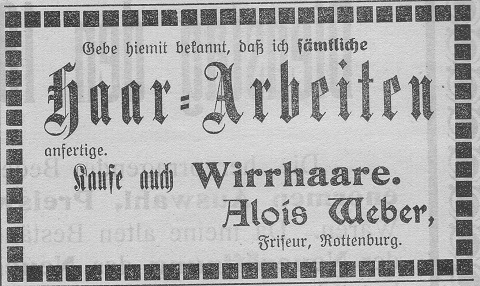 Gebe hiemit bekannt, daß ich sämtliche
Haar-Arbeiten
anfertige.
Kaufe auch Wirrhaare.
Alois Weber,
Friseur, Rottenburg.